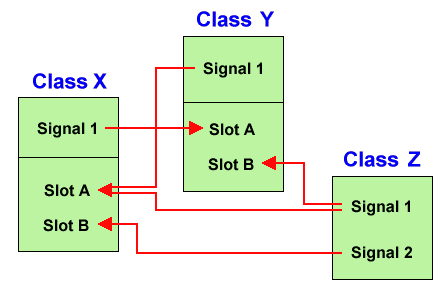 Class X
Signal 1
Slot A
Slot B
Class Y
Signal 1
Slot A
Slot B
Class Z
Signal 1
Signal 2